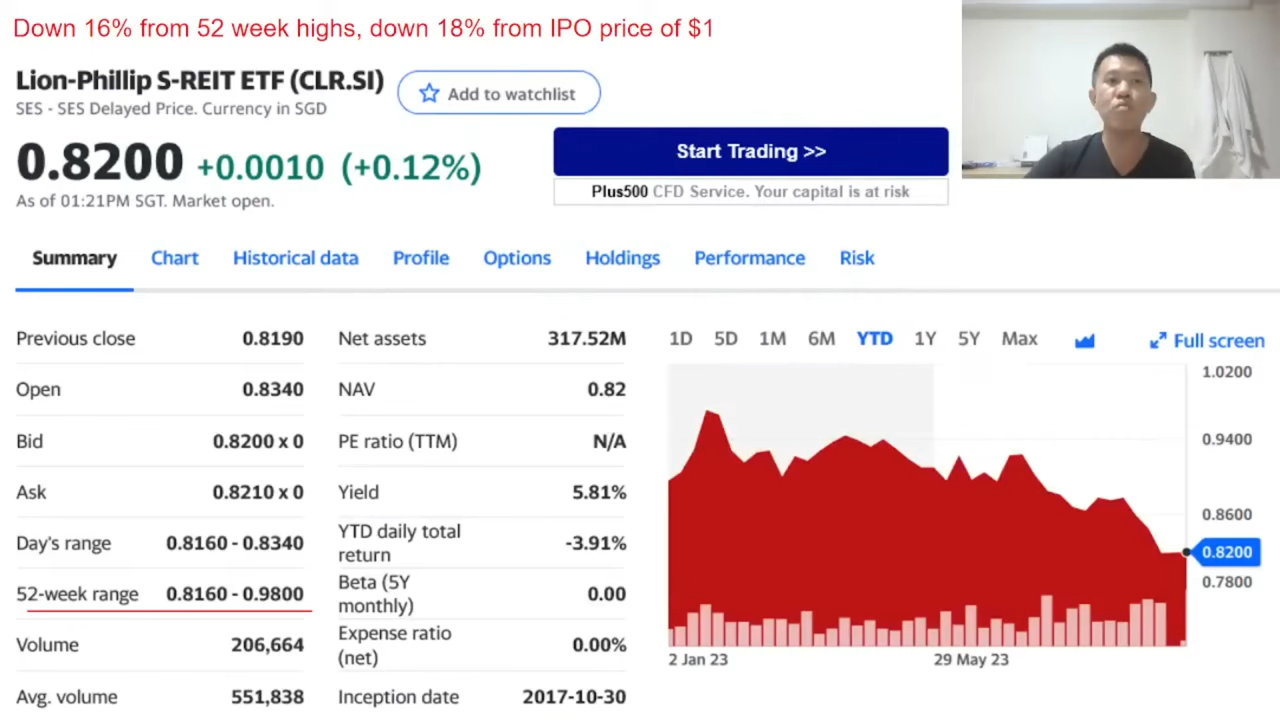 Down 16% from 52 week highs, down 18% from IPO price of $1
Lion-Phillip S-REIT ETF (CLR.SI)
Add to watchlist
SES - SES Delayed Price. Currency in SGD
0.8200 +0.0010 (+0.12%)
As of 01:21PM SGT. Market open.
Start Trading >>
Plus500 CFD Service. Your capital is at risk
Summary Chart Historical data Profile Options Holdings Performance Risk
Previous close 0.8190
Open 0.8340
Bid 0.8200 x 0
Ask 0.8210 x 0
Day's range 0.8160 - 0.8340
52-week range 0.8160 - 0.9800
Volume 206,664
Avg. volume 551,838
Net assets 317.52M
NAV 0.82
PE ratio (TTM) N/A
Yield 5.81%
YTD daily total
return -3.91%
Beta (5Y
monthly) 0.00
Expense ratio
(net) 0.00%
Inception date 2017-10-30
1D 5D 1M 6M YTD 1Y 5Y Max Full screen
1.0200
0.9400
0.8600
0.8200
0.7800
2 Jan 23 29 May 23